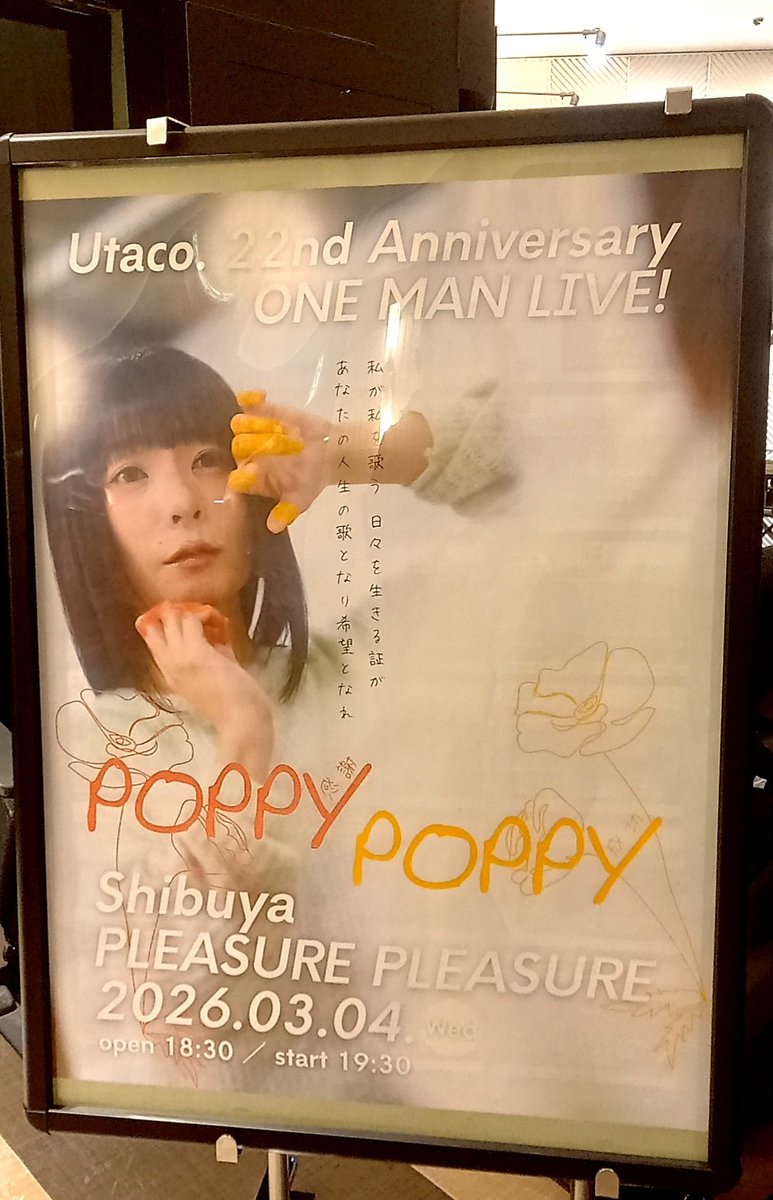 Utaco. 22nd Anniversary
ONE MAN LIVE!
私が私を歌う 日々を生きる証が
あなたの人生の歌となり希望となれ
POPPY
感謝
POPPY
Shibuya
PLEASURE PLEASURE
2026.03.04. Wed
open 18:30 / start 19:30